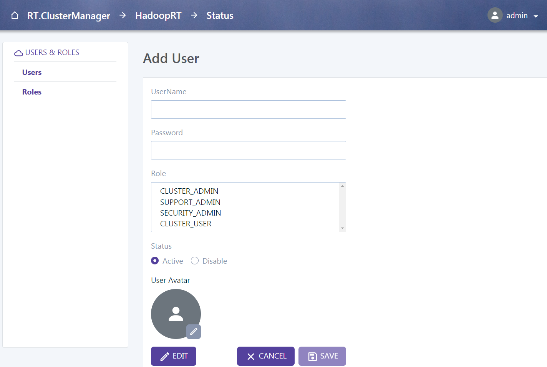 RT.ClusterManager → HadoopRT → Status
admin
USERS & ROLES
Users
Roles
Add User
UserName
Password
Role
CLUSTER_ADMIN
SUPPORT_ADMIN
SECURITY_ADMIN
CLUSTER_USER
Status
Active Disable
User Avatar
EDIT CANCEL SAVE